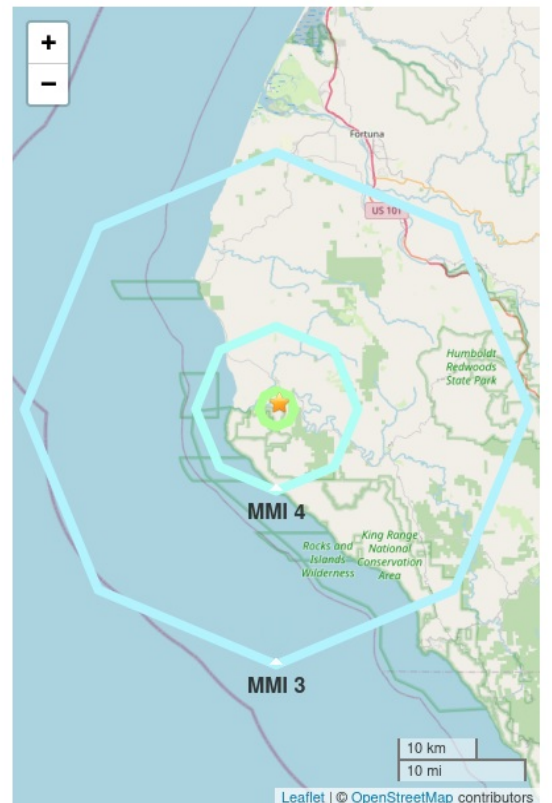 +
−
Fortuna
US 101
Humboldt
Redwoods
State Park
MMI 4
King Range
National
Conservation
Area
Rocks and
Islands
Wilderness
MMI 3
10 km
10 mi
Leaflet | © OpenStreetMap contributors